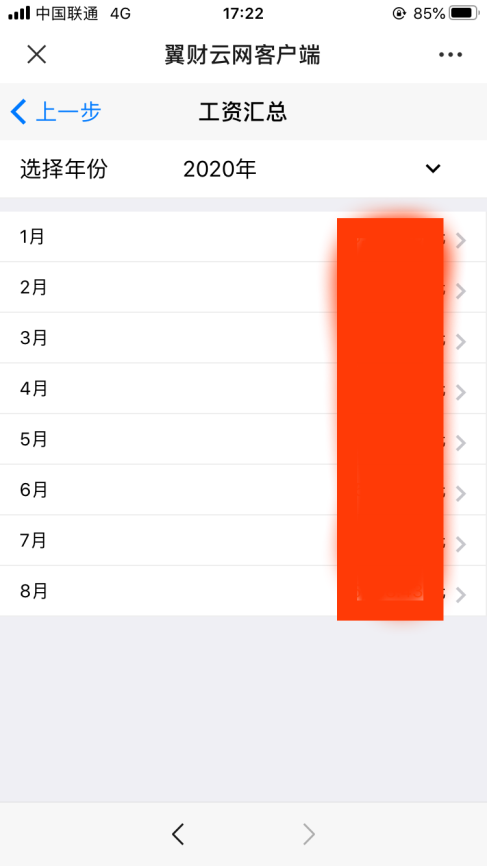 中国联通 4G 17:22 85%
翼财云网客户端
上一步 工资汇总
选择年份 2020年
1月
2月
3月
4月
5月
6月
7月
8月